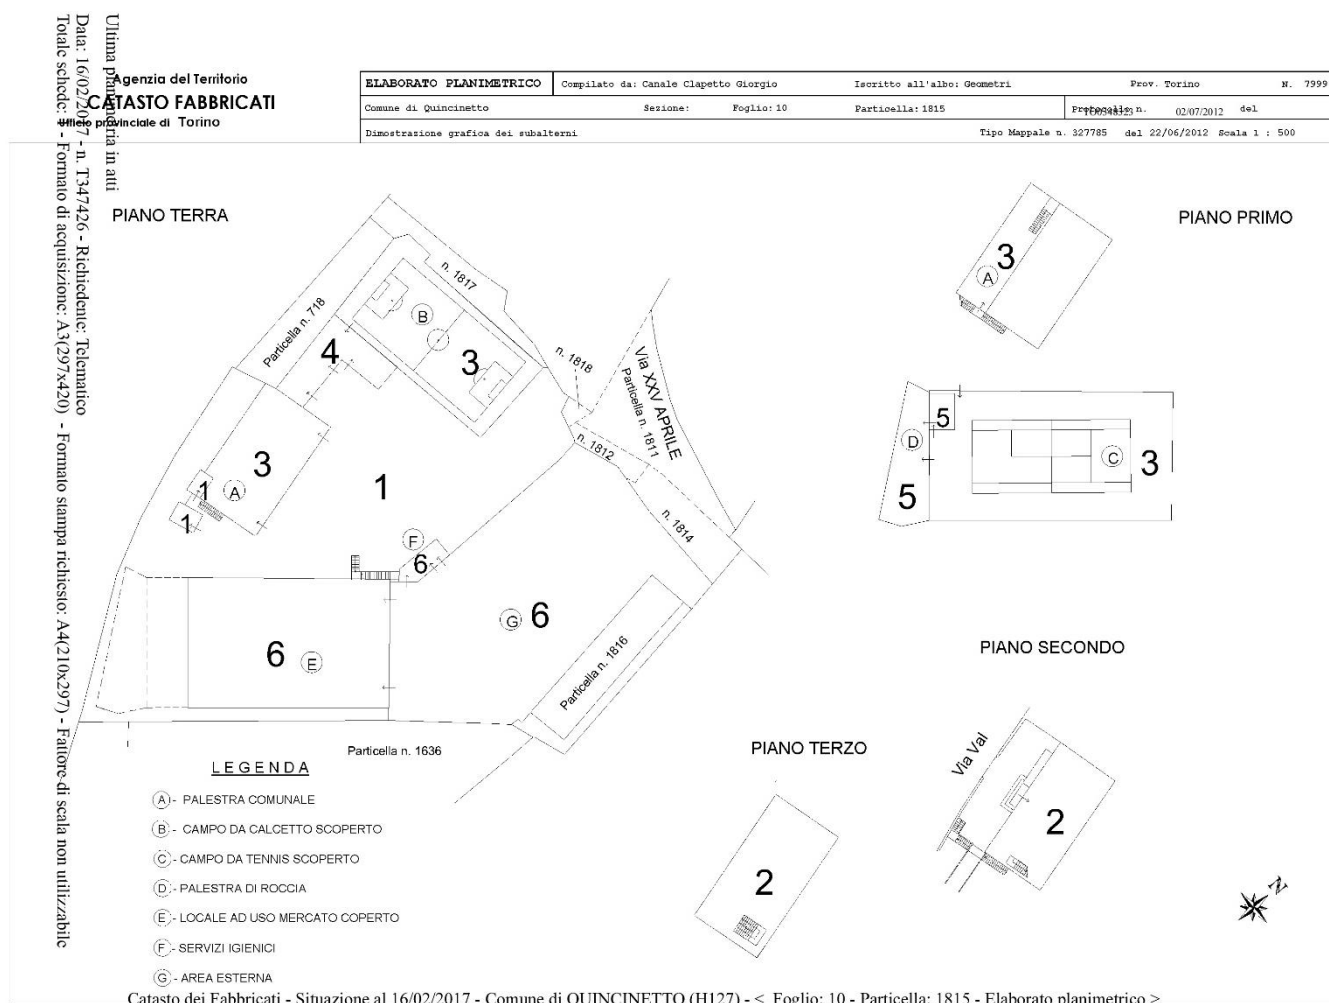 Ultima planimetria in atti
Data: 16/02/2017 - n. T347426 - Richiedente: Telematico
Totale schede: 1 - Formato di acquisizione: A3(297x420) - Formato stampa richiesto: A4(210x297) - Fattore di scala non utilizzabile
Agenzia del Territorio
CATASTO FABBRICATI
Ufficio provinciale di Torino
ELABORATO PLANIMETRICO
Compilato da: Canale Clapetto Giorgio
Iscritto all'albo: Geometri
Prov. Torino N. 7999
Comune di Quincinetto
Sezione: Foglio: 10 Particella: 1815
Protocollo n. TO0348323 02/07/2012 del
Dimostrazione grafica dei subalterni
Tipo Mappale n. 327785 del 22/06/2012 Scala 1 : 500
PIANO TERRA
Particella n. 718
n. 1817
B
4
3
n. 1818
Via XXV APRILE
Particella n. 1811
n. 1812
3
A
1
1
1
n. 1814
F
6
G 6
6 E
Particella n. 1816
Particella n. 1636
PIANO PRIMO
3
A
5
D
C
3
5
PIANO SECONDO
Via Val
2
PIANO TERZO
2
N
LEGENDA
A - PALESTRA COMUNALE
B - CAMPO DA CALCETTO SCOPERTO
C - CAMPO DA TENNIS SCOPERTO
D - PALESTRA DI ROCCIA
E - LOCALE AD USO MERCATO COPERTO
F - SERVIZI IGIENICI
G - AREA ESTERNA
Catasto dei Fabbricati - Situazione al 16/02/2017 - Comune di QUINCINETTO (H127) - < Foglio: 10 - Particella: 1815 - Elaborato planimetrico >